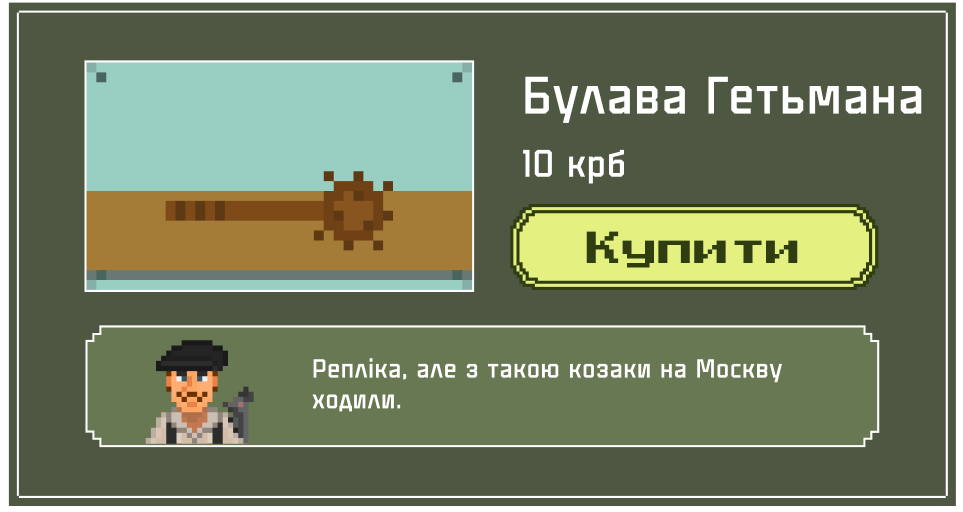 Булава Гетьмана
10 крб
Купити
Репліка, але з такою козаки на Москву
ходили.